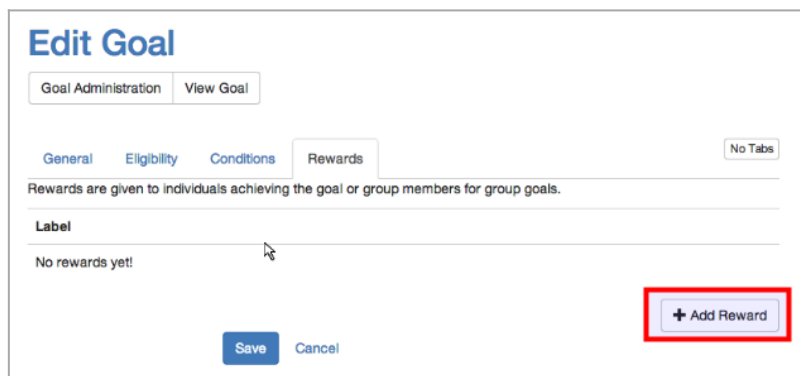 Edit Goal
Goal Administration View Goal
General Eligibility Conditions Rewards No Tabs
Rewards are given to individuals achieving the goal or group members for group goals.
Label
No rewards yet!
+ Add Reward
Save Cancel